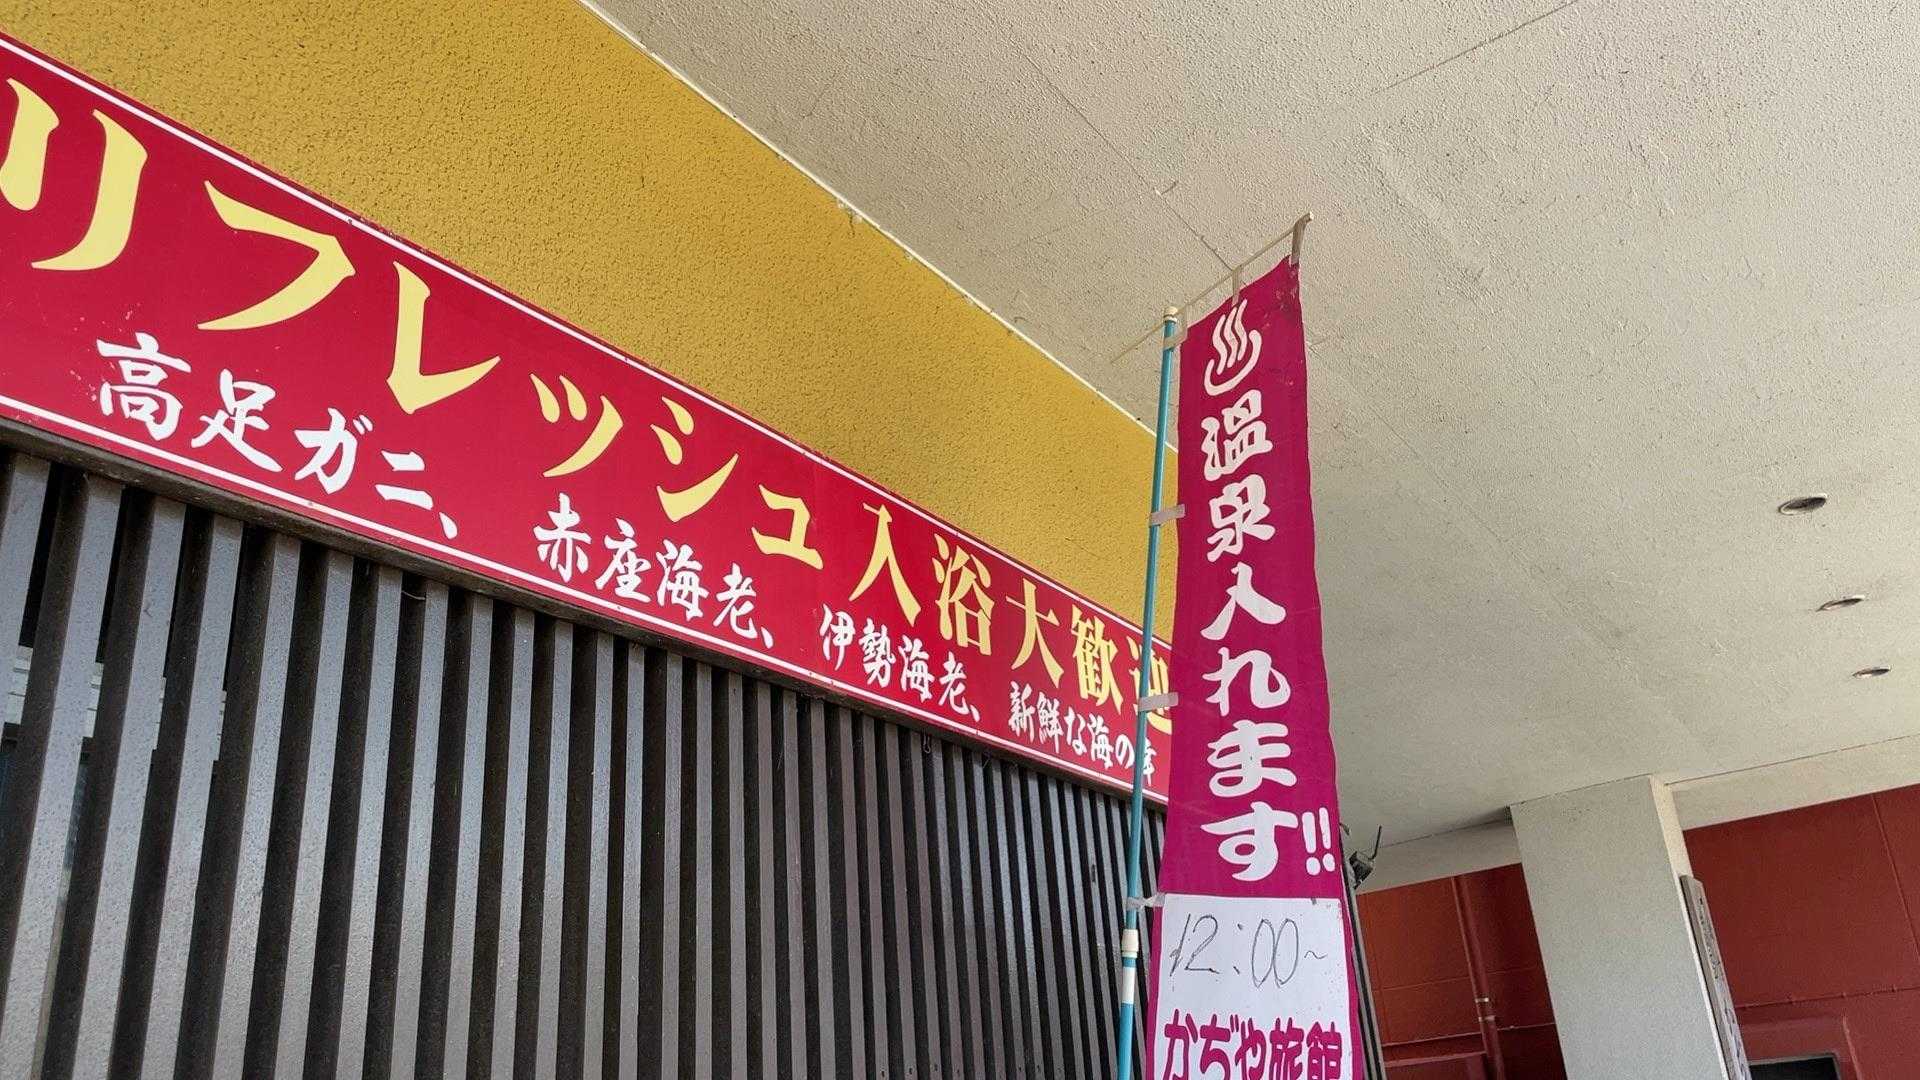 リフレッシュ入浴大歓迎
高足ガニ、赤座海老、伊勢海老、新鮮な海の幸
♨温泉入れます!!
12:00~
かぢや旅館